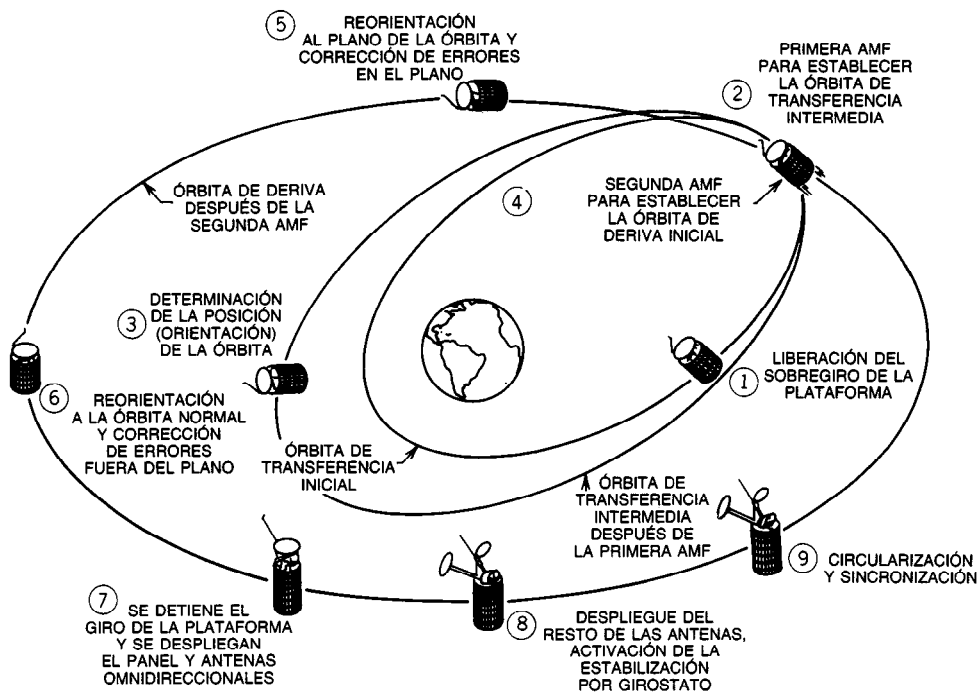 5
REORIENTACIÓN
AL PLANO DE LA ÓRBITA Y
CORRECCIÓN DE ERRORES
EN EL PLANO
2
PRIMERA AMF
PARA ESTABLECER
LA ÓRBITA DE
TRANSFERENCIA
INTERMEDIA
ÓRBITA DE DERIVA
DESPUÉS DE LA
SEGUNDA AMF
4
SEGUNDA AMF
PARA ESTABLECER
LA ÓRBITA DE
DERIVA INICIAL
3
DETERMINACIÓN
DE LA POSICIÓN
(ORIENTACIÓN)
DE LA ÓRBITA
1
LIBERACIÓN DEL
SOBREGIRO DE LA
PLATAFORMA
6
REORIENTACIÓN
A LA ÓRBITA NORMAL
Y CORRECCIÓN
DE ERRORES
FUERA DEL PLANO
ÓRBITA DE
TRANSFERENCIA
INICIAL
ÓRBITA DE
TRANSFERENCIA
INTERMEDIA
DESPUÉS DE
LA PRIMERA AMF
9
CIRCULARIZACIÓN
Y SINCRONIZACIÓN
7
SE DETIENE EL
GIRO DE LA PLATAFORMA
Y SE DESPLIEGAN
EL PANEL Y ANTENAS
OMNIDIRECCIONALES
8
DESPLIEGUE DEL
RESTO DE LAS ANTENAS,
ACTIVACIÓN DE LA
ESTABILIZACIÓN
POR GIROSTATO